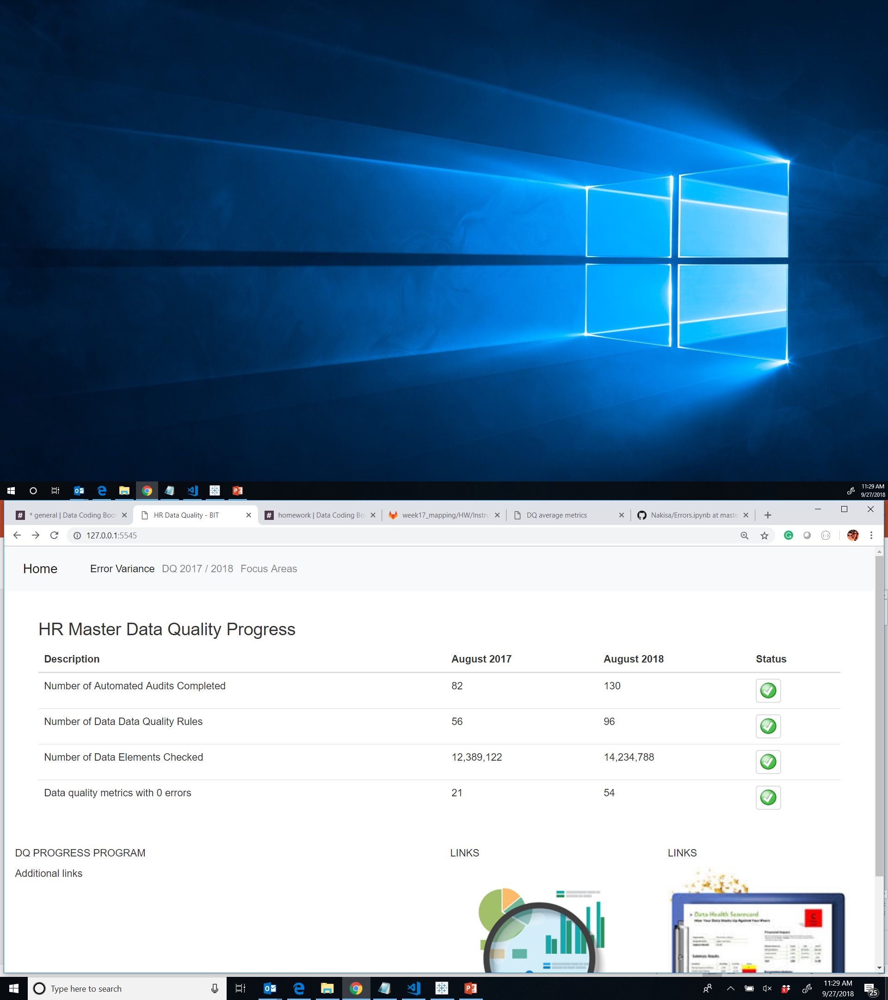 11:29 AM
9/27/2018
* general | Data Coding Boo
HR Data Quality - BIT
homework | Data Coding Bo
week17_mapping/HW/Instru
DQ average metrics
Nakisa/Errors.ipynb at maste
127.0.0.1:5545
Home Error Variance DQ 2017 / 2018 Focus Areas
HR Master Data Quality Progress
Description August 2017 August 2018 Status
Number of Automated Audits Completed 82 130
Number of Data Data Quality Rules 56 96
Number of Data Elements Checked 12,389,122 14,234,788
Data quality metrics with 0 errors 21 54
DQ PROGRESS PROGRAM LINKS LINKS
Additional links
Data Health Scorecard
How Your Data Stacks Up Against Your Peers
C
Financial Impact
Summary Results
Type here to search
11:29 AM
9/27/2018
25